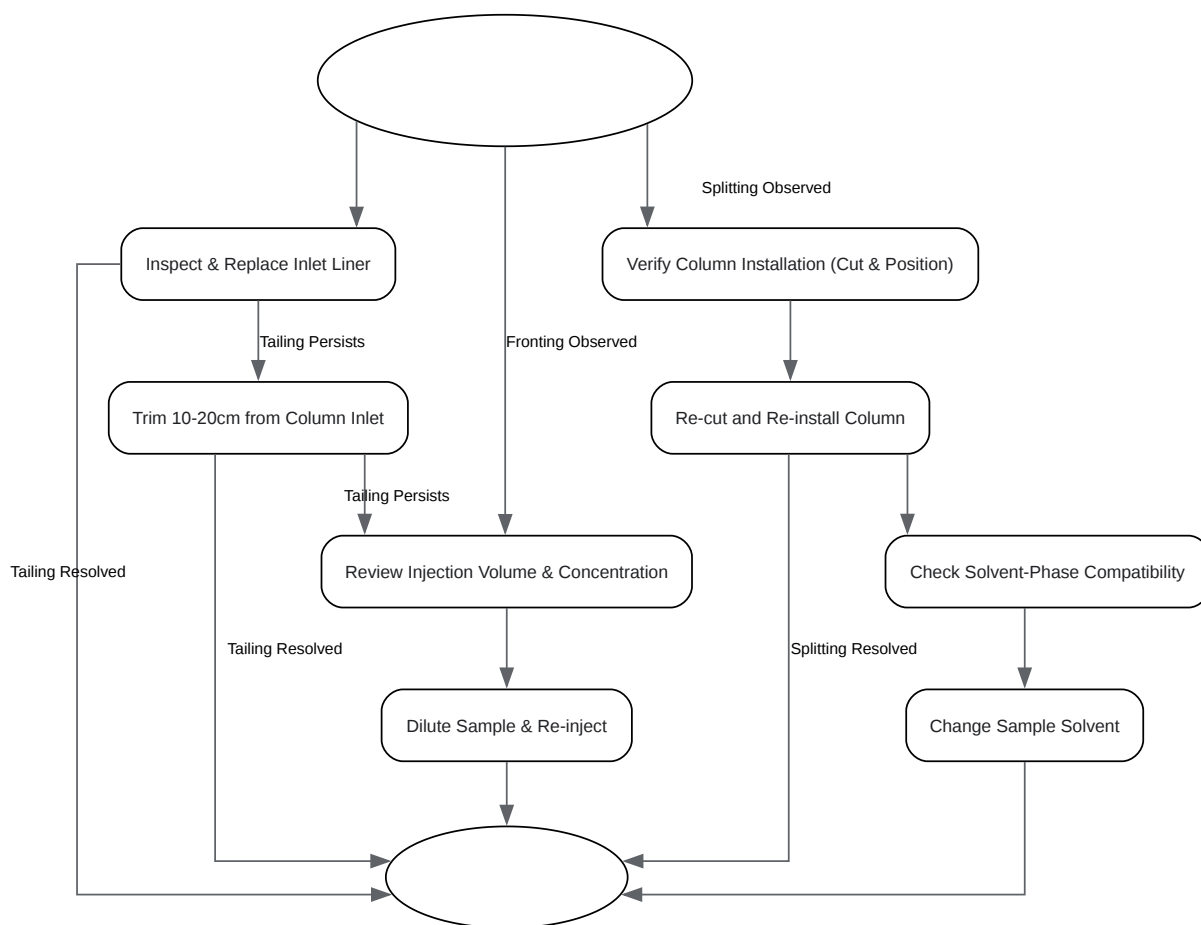 Splitting Observed
Inspect & Replace Inlet Liner
Verify Column Installation (Cut & Position)
Tailing Persists
Fronting Observed
Trim 10-20cm from Column Inlet
Re-cut and Re-install Column
Tailing Persists
Tailing Resolved
Review Injection Volume & Concentration
Check Solvent-Phase Compatibility
Tailing Resolved
Splitting Resolved
Dilute Sample & Re-inject
Change Sample Solvent